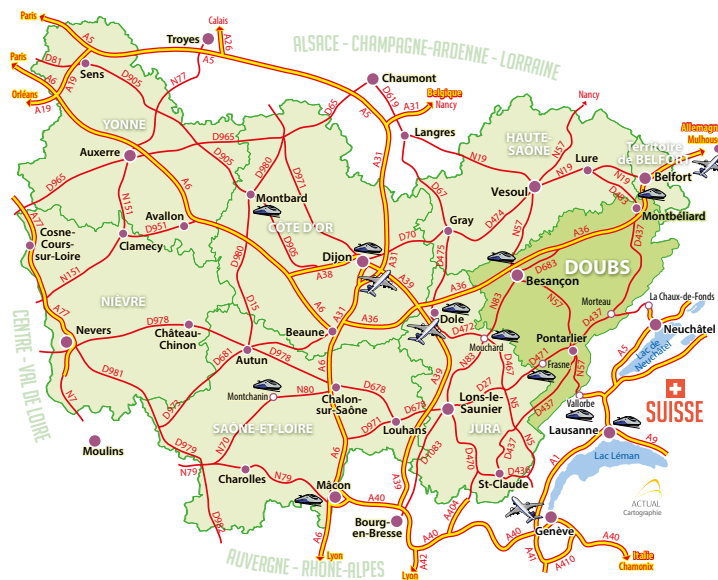 Paris
Calais
Troyes
A26
A5
ALSACE - CHAMPAGNE-ARDENNE - LORRAINE
Paris
D81
A5
N77
A5
Sens
D905
Chaumont
A6
A19
Orléans
A19
D65
D619
A5
A31
Belgique
Nancy
Nancy
YONNE
D965
Langres
HAUTE-
SAÔNE
N57
Allemagne
Mulhouse
Territoire
de BELFORT
Auxerre
D905
D980
D971
A31
N19
Lure
N19
Belfort
D965
A6
N151
Montbard
D67
Vesoul
D483
Montbéliard
A77
Avallon
D951
Clamecy
CÔTE D'OR
Gray
D474
N57
D437
Cosne-
Cours-
sur-Loire
D980
D905
D70
A31
D475
A36
N151
Dijon
A38
A39
A36
D683
DOUBS
Besançon
NIÈVRE
A77
D15
A6
A31
A36
N83
N57
Morteau
D437
La Chaux-de-Fonds
Nevers
D978
Château-
Chinon
Beaune
Dole
D472
Mouchard
Pontarlier
Neuchâtel
A5
Lac de
Neuchâtel
CENTRE - VAL DE LOIRE
D981
D681
D978
Autun
A6
A39
N83
D467
D471
Frasne
N57
N7
Montchanin
N80
D678
Chalon-
sur-Saône
D27
Lons-le-
Saunier
N5
D437
Vallorbe
SUISSE
D973
D971
D678
Louhans
Lausanne
SAÔNE-ET-LOIRE
JURA
N5
Moulins
D979
N70
A6
D1083
D470
D437
A1
A9
N79
Lac Léman
Charolles
N79
D436
St-Claude
Mâcon
A39
A40
A404
ACTUAL
Cartographie
D982
Bourg-
en-Bresse
Genève
A6
A40
A40
A40
Lyon
A42
A41
A410
Italie
Chamonix
AUVERGNE - RHÔNE-ALPES
Lyon